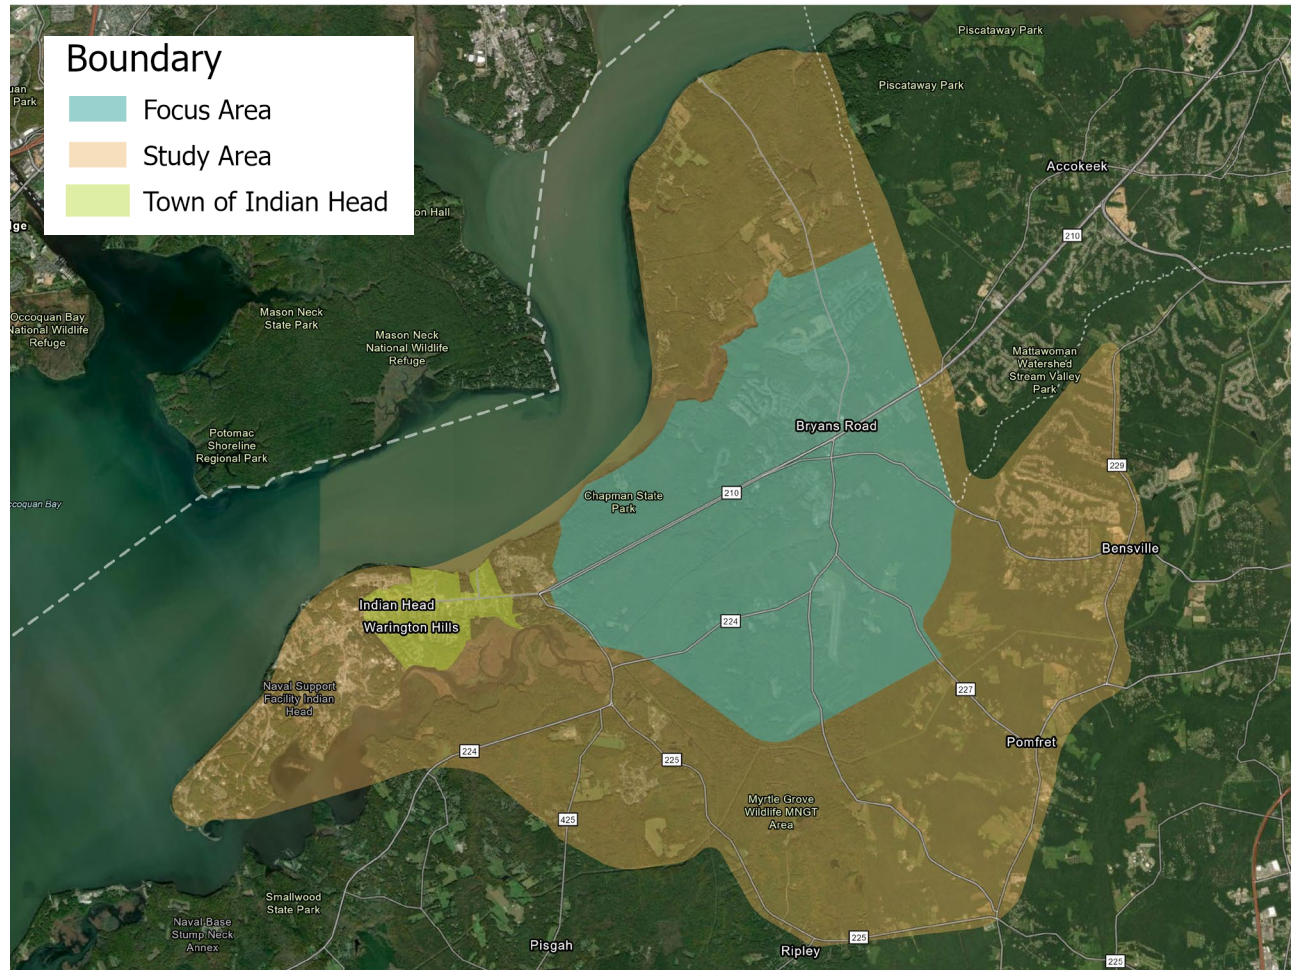 Boundary
Focus Area
Study Area
Town of Indian Head
Piscataway Park
Piscataway Park
Accokeek
210
Park
on Hall
ge
Occoquan Bay
National Wildlife
Refuge
Mason Neck
State Park
Mason Neck
National Wildlife
Refuge
Mattawoman
Watershed
Stream Valley
Park
Bryans Road
Potomac
Shoreline
Regional Park
229
210
Chapman State
Park
ccoquan Bay
Bensville
Indian Head
Warington Hills
224
Naval Support
Facility Indian
Head
227
Pomfret
224
225
Myrtle Grove
Wildlife MNGT
Area
425
Smallwood
State Park
Naval Base
Stump Neck
Annex
Pisgah
Ripley
225
225